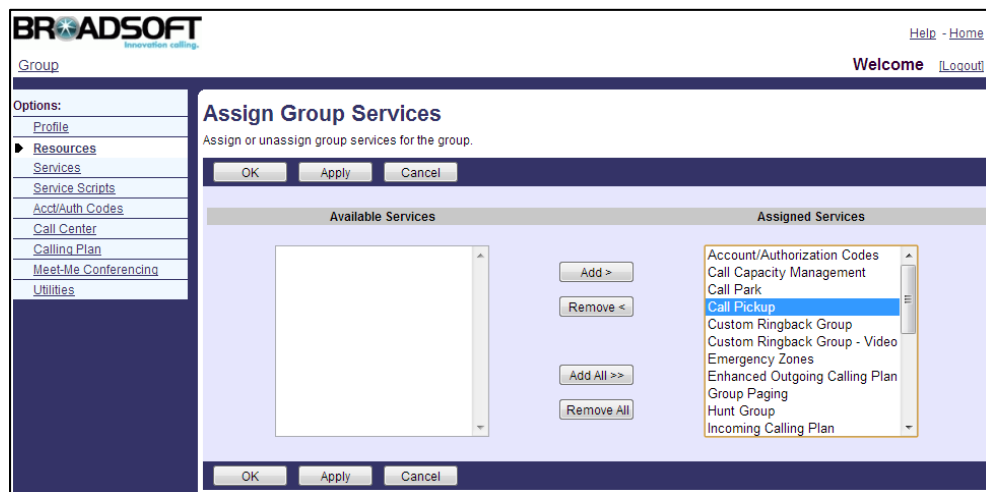 BROADSOFT
Innovation calling.
Help - Home
Group
Welcome [Logout]
Options:
Profile
Resources
Services
Service Scripts
Acct/Auth Codes
Call Center
Calling Plan
Meet-Me Conferencing
Utilities
Assign Group Services
Assign or unassign group services for the group.
OK Apply Cancel
Available Services Assigned Services
Add >
Remove <
Add All >>
Remove All
Account/Authorization Codes
Call Capacity Management
Call Park
Call Pickup
Custom Ringback Group
Custom Ringback Group - Video
Emergency Zones
Enhanced Outgoing Calling Plan
Group Paging
Hunt Group
Incoming Calling Plan
OK Apply Cancel